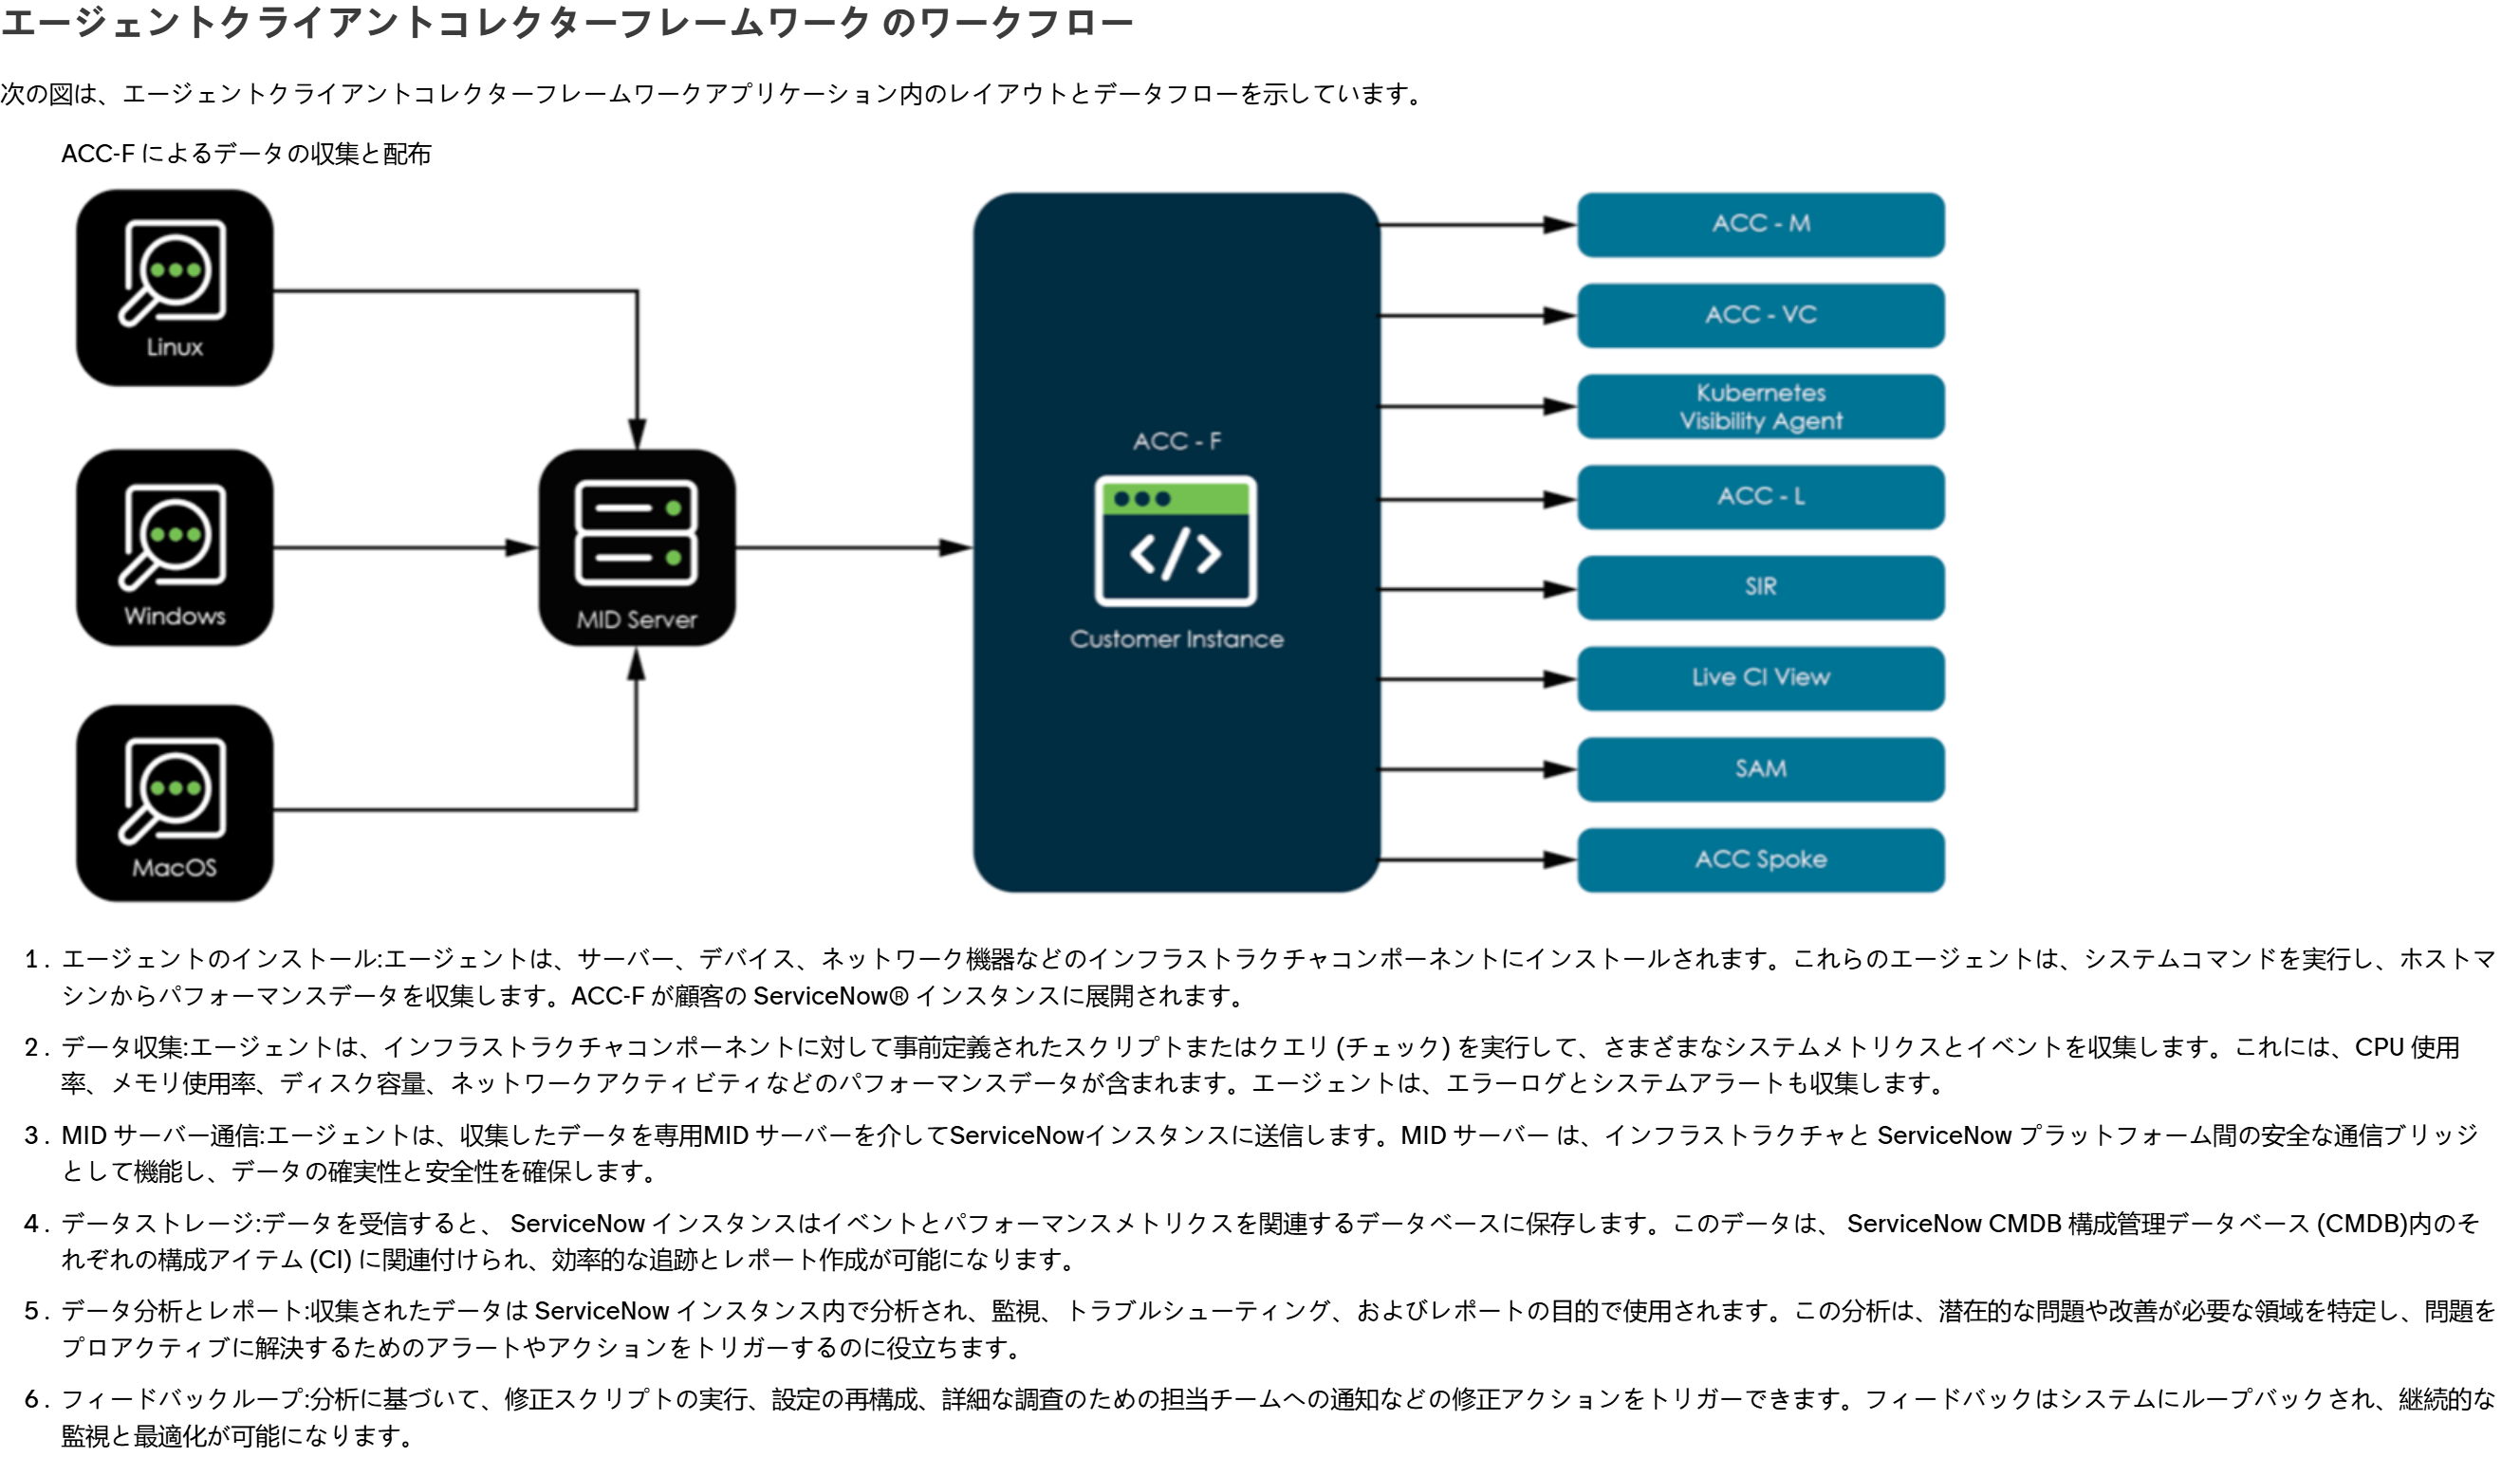 エージェントクライアントコレクターフレームワーク のワークフロー
次の図は、エージェントクライアントコレクターフレームワークアプリケーション内のレイアウトとデータフローを示しています。
ACC-F によるデータの収集と配布
Linux
Windows
MacOS
MID Server
ACC - F
Customer Instance
ACC - M
ACC - VC
Kubernetes
Visibility Agent
ACC - L
SIR
Live CI View
SAM
ACC Spoke
1. エージェントのインストール:エージェントは、サーバー、デバイス、ネットワーク機器などのインフラストラクチャコンポーネントにインストールされます。これらのエージェントは、システムコマンドを実行し、ホストマ
シンからパフォーマンスデータを収集します。ACC-F が顧客の ServiceNow® インスタンスに展開されます。
2. データ収集:エージェントは、インフラストラクチャコンポーネントに対して事前定義されたスクリプトまたはクエリ (チェック) を実行して、さまざまなシステムメトリクスとイベントを収集します。これには、CPU 使用
率、メモリ使用率、ディスク容量、ネットワークアクティビティなどのパフォーマンスデータが含まれます。エージェントは、エラーログとシステムアラートも収集します。
3. MID サーバー通信:エージェントは、収集したデータを専用MID サーバーを介してServiceNowインスタンスに送信します。MID サーバー は、インフラストラクチャと ServiceNow プラットフォーム間の安全な通信ブリッジ
として機能し、データの確実性と安全性を確保します。
4. データストレージ:データを受信すると、 ServiceNow インスタンスはイベントとパフォーマンスメトリクスを関連するデータベースに保存します。このデータは、 ServiceNow CMDB 構成管理データベース (CMDB)内のそ
れぞれの構成アイテム (CI) に関連付けられ、効率的な追跡とレポート作成が可能になります。
5. データ分析とレポート:収集されたデータは ServiceNow インスタンス内で分析され、監視、トラブルシューティング、およびレポートの目的で使用されます。この分析は、潜在的な問題や改善が必要な領域を特定し、問題を
プロアクティブに解決するためのアラートやアクションをトリガーするのに役立ちます。
6. フィードバックループ:分析に基づいて、修正スクリプトの実行、設定の再構成、詳細な調査のための担当チームへの通知などの修正アクションをトリガーできます。フィードバックはシステムにループバックされ、継続的な
監視と最適化が可能になります。